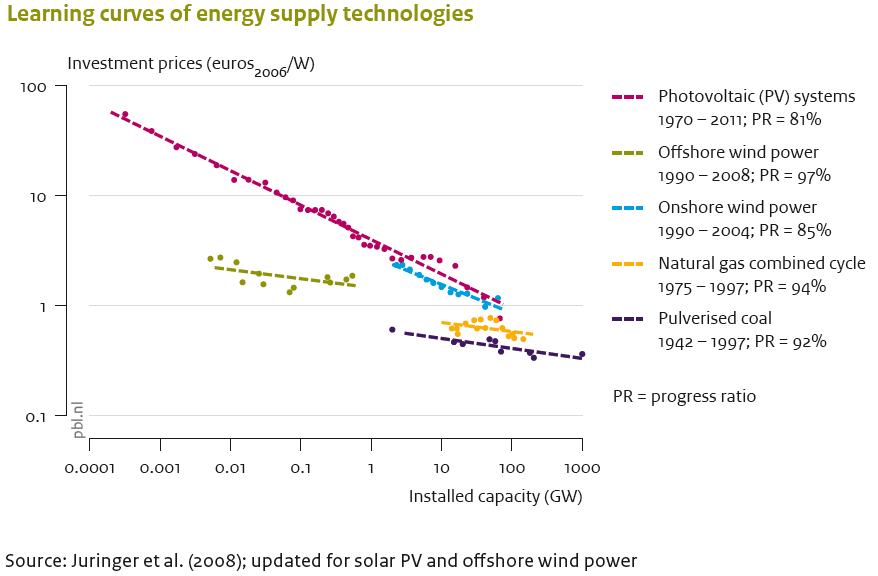 Learning curves of energy supply technologies
Investment prices (euros2006/W)
100
10
1
0.1
pbl.nl
0.0001 0.001 0.01 0.1 1 10 100 1000
Installed capacity (GW)
Photovoltaic (PV) systems
1970 – 2011; PR = 81%
Offshore wind power
1990 – 2008; PR = 97%
Onshore wind power
1990 – 2004; PR = 85%
Natural gas combined cycle
1975 – 1997; PR = 94%
Pulverised coal
1942 – 1997; PR = 92%
PR = progress ratio
Source: Juringer et al. (2008); updated for solar PV and offshore wind power